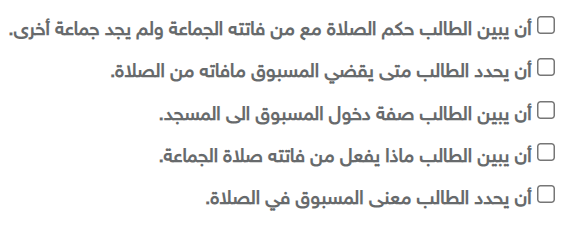 أن يبين الطالب حكم الصلاة مع من فاتته الجماعة ولم يجد جماعة أخرى.
أن يحدد الطالب متى يقضي المسبوق مافاته من الصلاة.
أن يبين الطالب صفة دخول المسبوق الى المسجد.
أن يبين الطالب ماذا يفعل من فاتته صلاة الجماعة.
أن يحدد الطالب معنى المسبوق في الصلاة.